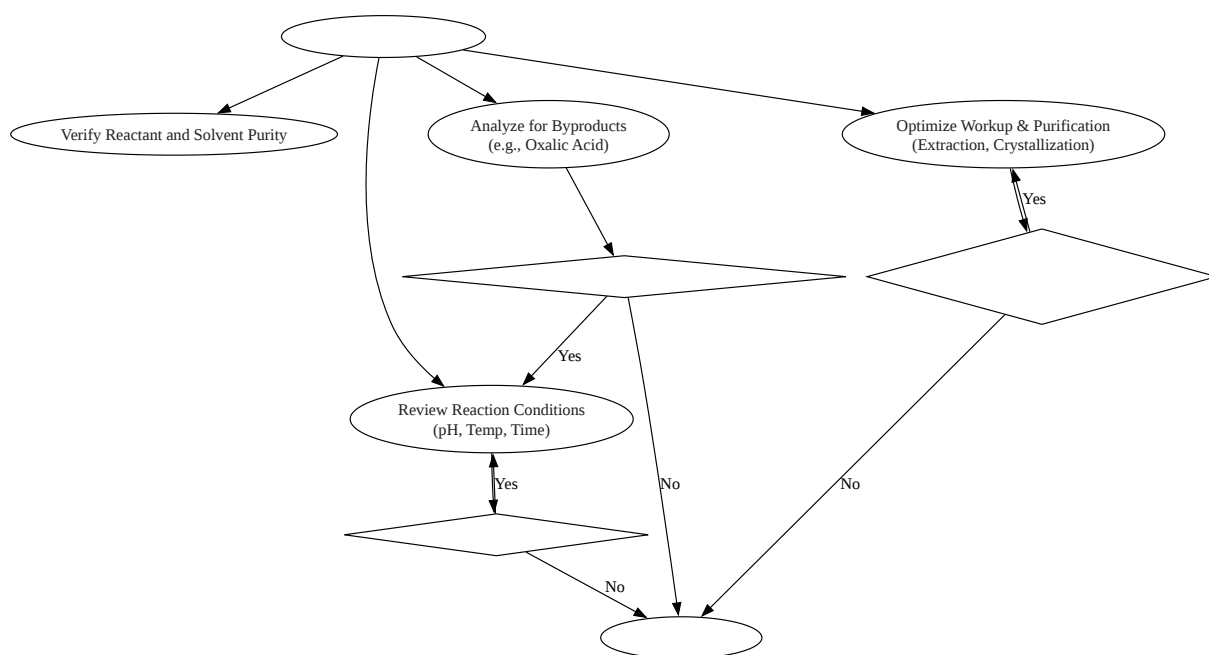 Verify Reactant and Solvent Purity
Analyze for Byproducts
(e.g., Oxalic Acid)
Optimize Workup & Purification
(Extraction, Crystallization)
Yes
Yes
Review Reaction Conditions
(pH, Temp, Time)
Yes
No
No
No